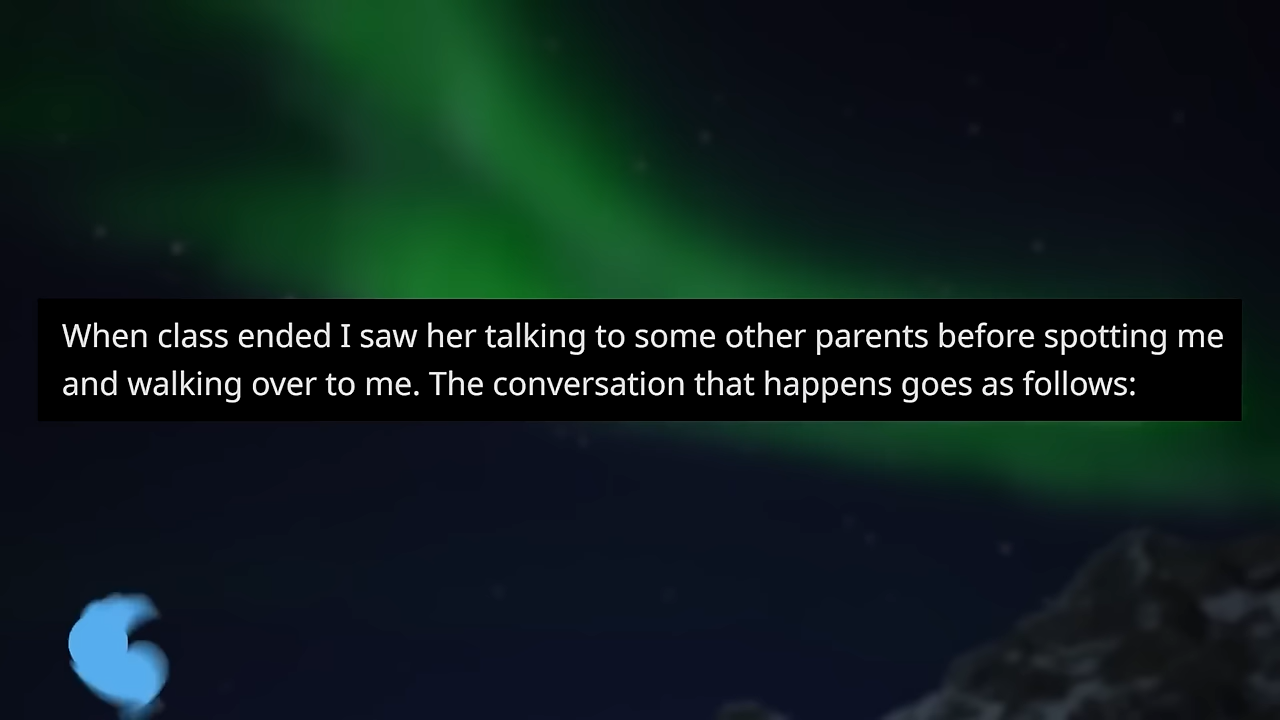 When class ended I saw her talking to some other parents before spotting me
and walking over to me. The conversation that happens goes as follows: